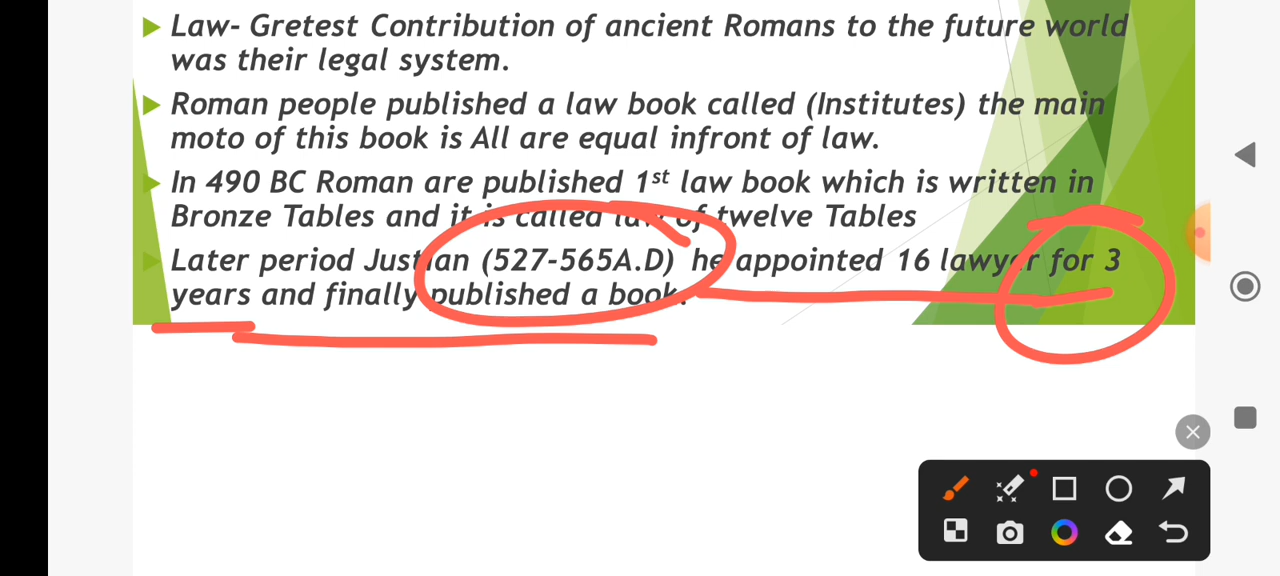 Law- Gretest Contribution of ancient Romans to the future world
was their legal system.
Roman people published a law book called (Institutes) the main
moto of this book is All are equal infront of law.
In 490 BC Roman are published 1st law book which is written in
Bronze Tables and it is called law of twelve Tables
Later period Justian (527-565A.D) he appointed 16 lawyer for 3
years and finally published a book.